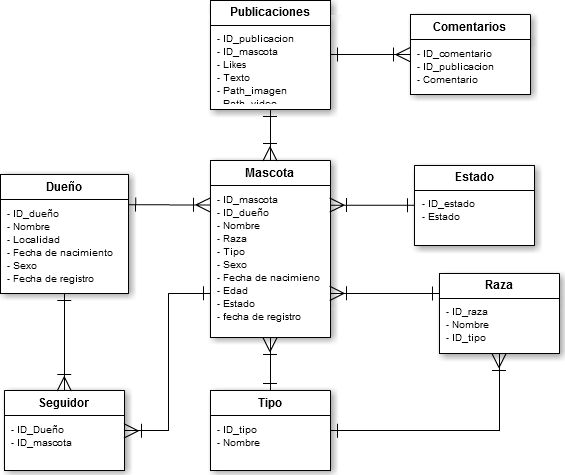 Publicaciones
- ID_publicacion
- ID_mascota
- Likes
- Texto
- Path_imagen
- Path_video
Comentarios
- ID_comentario
- ID_publicacion
- Comentario
Dueño
- ID_dueño
- Nombre
- Localidad
- Fecha de nacimiento
- Sexo
- Fecha de registro
Mascota
- ID_mascota
- ID_dueño
- Nombre
- Raza
- Tipo
- Sexo
- Fecha de nacimieno
- Edad
- Estado
- fecha de registro
Estado
- ID_estado
- Estado
Raza
- ID_raza
- Nombre
- ID_tipo
Seguidor
- ID_Dueño
- ID_mascota
Tipo
- ID_tipo
- Nombre